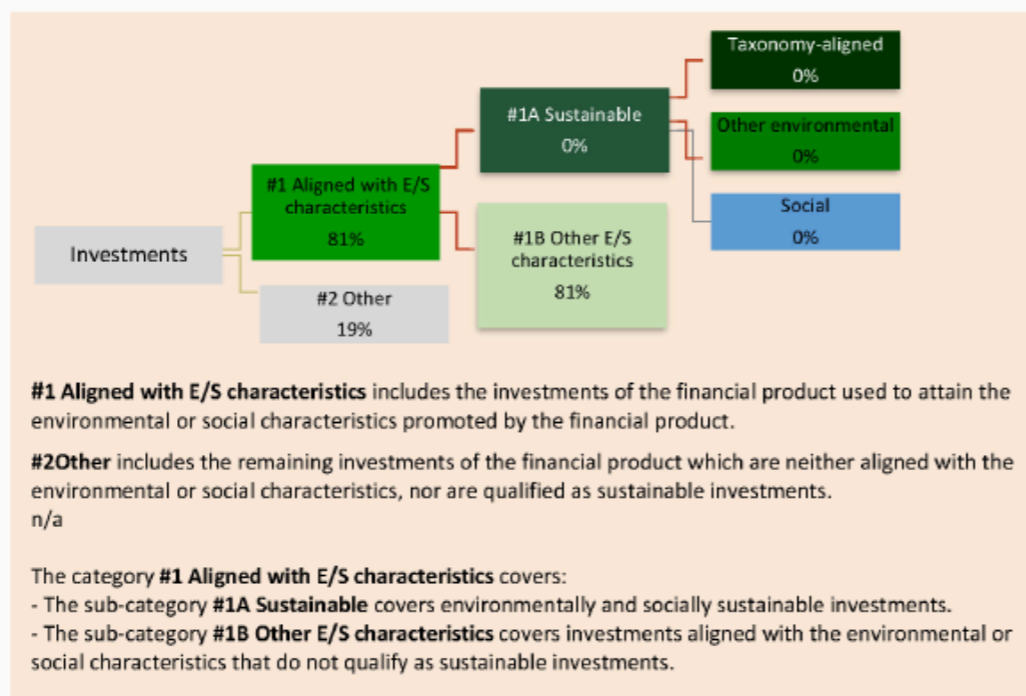 Taxonomy-aligned
0%
#1A Sustainable
0%
Other environmental
0%
#1 Aligned with E/S
characteristics
81%
Social
0%
#1B Other E/S
characteristics
81%
Investments
#2 Other
19%
#1 Aligned with E/S characteristics includes the investments of the financial product used to attain the
environmental or social characteristics promoted by the financial product.
#2Other includes the remaining investments of the financial product which are neither aligned with the
environmental or social characteristics, nor are qualified as sustainable investments.
n/a
The category #1 Aligned with E/S characteristics covers:
- The sub-category #1A Sustainable covers environmentally and socially sustainable investments.
- The sub-category #1B Other E/S characteristics covers investments aligned with the environmental or
social characteristics that do not qualify as sustainable investments.